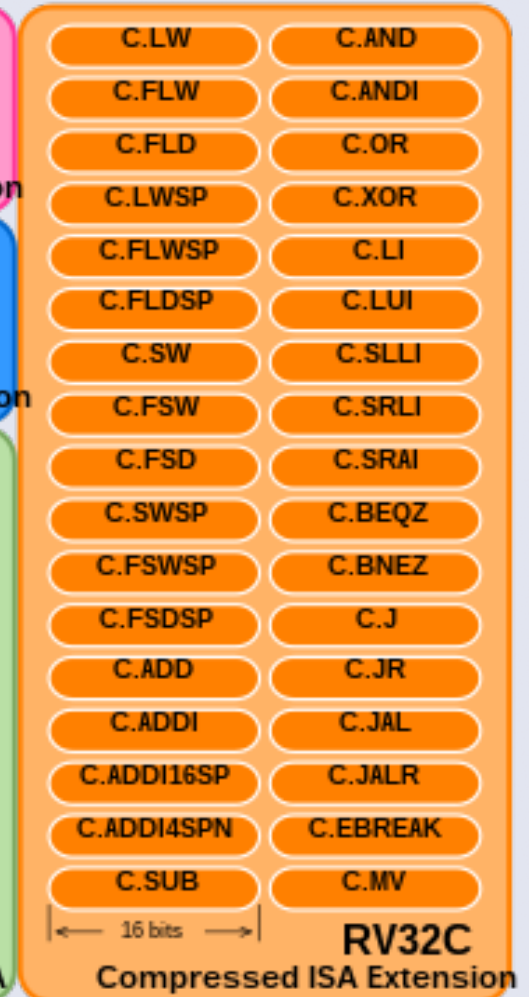 C.LW C.AND
C.FLW C.ANDI
C.FLD C.OR
C.LWSP C.XOR
C.FLWSP C.LI
C.FLDSP C.LUI
C.SW C.SLLI
C.FSW C.SRLI
C.FSD C.SRAI
C.SWSP C.BEQZ
C.FSWSP C.BNEZ
C.FSDSP C.J
C.ADD C.JR
C.ADDI C.JAL
C.ADDI16SP C.JALR
C.ADDI4SPN C.EBREAK
C.SUB C.MV
16 bits
RV32C
Compressed ISA Extension